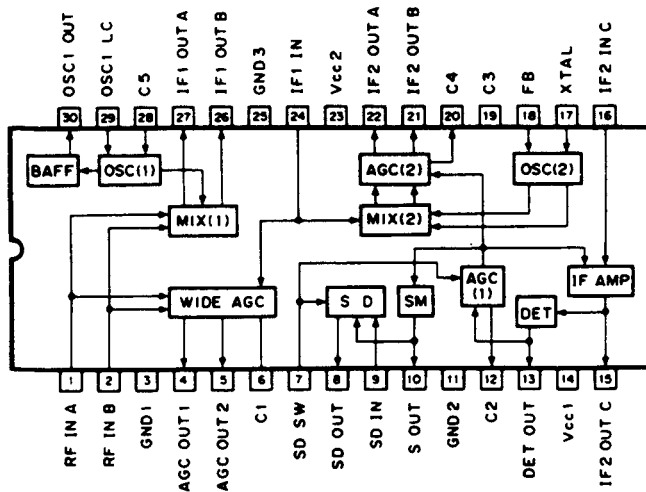 OSC1 OUT
OSC1 LC
C5
IF1 OUT A
IF1 OUT B
GND3
IF1 IN
Vcc2
IF2 OUT A
IF2 OUT B
C4
C3
FB
XTAL
IF2 IN C
30 29 28 27 26 25 24 23 22 21 20 19 18 17 16
BAFF
OSC(1)
AGC(2)
OSC(2)
MIX(1)
MIX(2)
WIDE AGC
S D
SM
AGC
(1)
IF AMP
DET
1 2 3 4 5 6 7 8 9 10 11 12 13 14 15
RF IN A
RF IN B
GND1
AGC OUT1
AGC OUT2
C1
SD SW
SD OUT
SD IN
S OUT
GND2
C2
DET OUT
Vcc1
IF2 OUT C